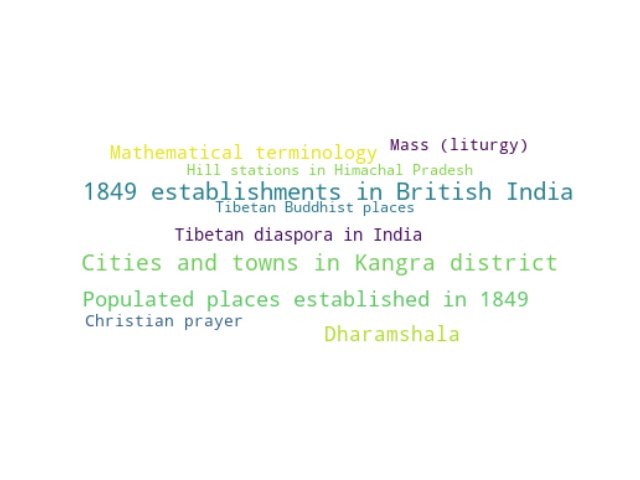 Mass (liturgy)
Mathematical terminology
Hill stations in Himachal Pradesh
1849 establishments in British India
Tibetan Buddhist places
Tibetan diaspora in India
Cities and towns in Kangra district
Populated places established in 1849
Christian prayer
Dharamshala